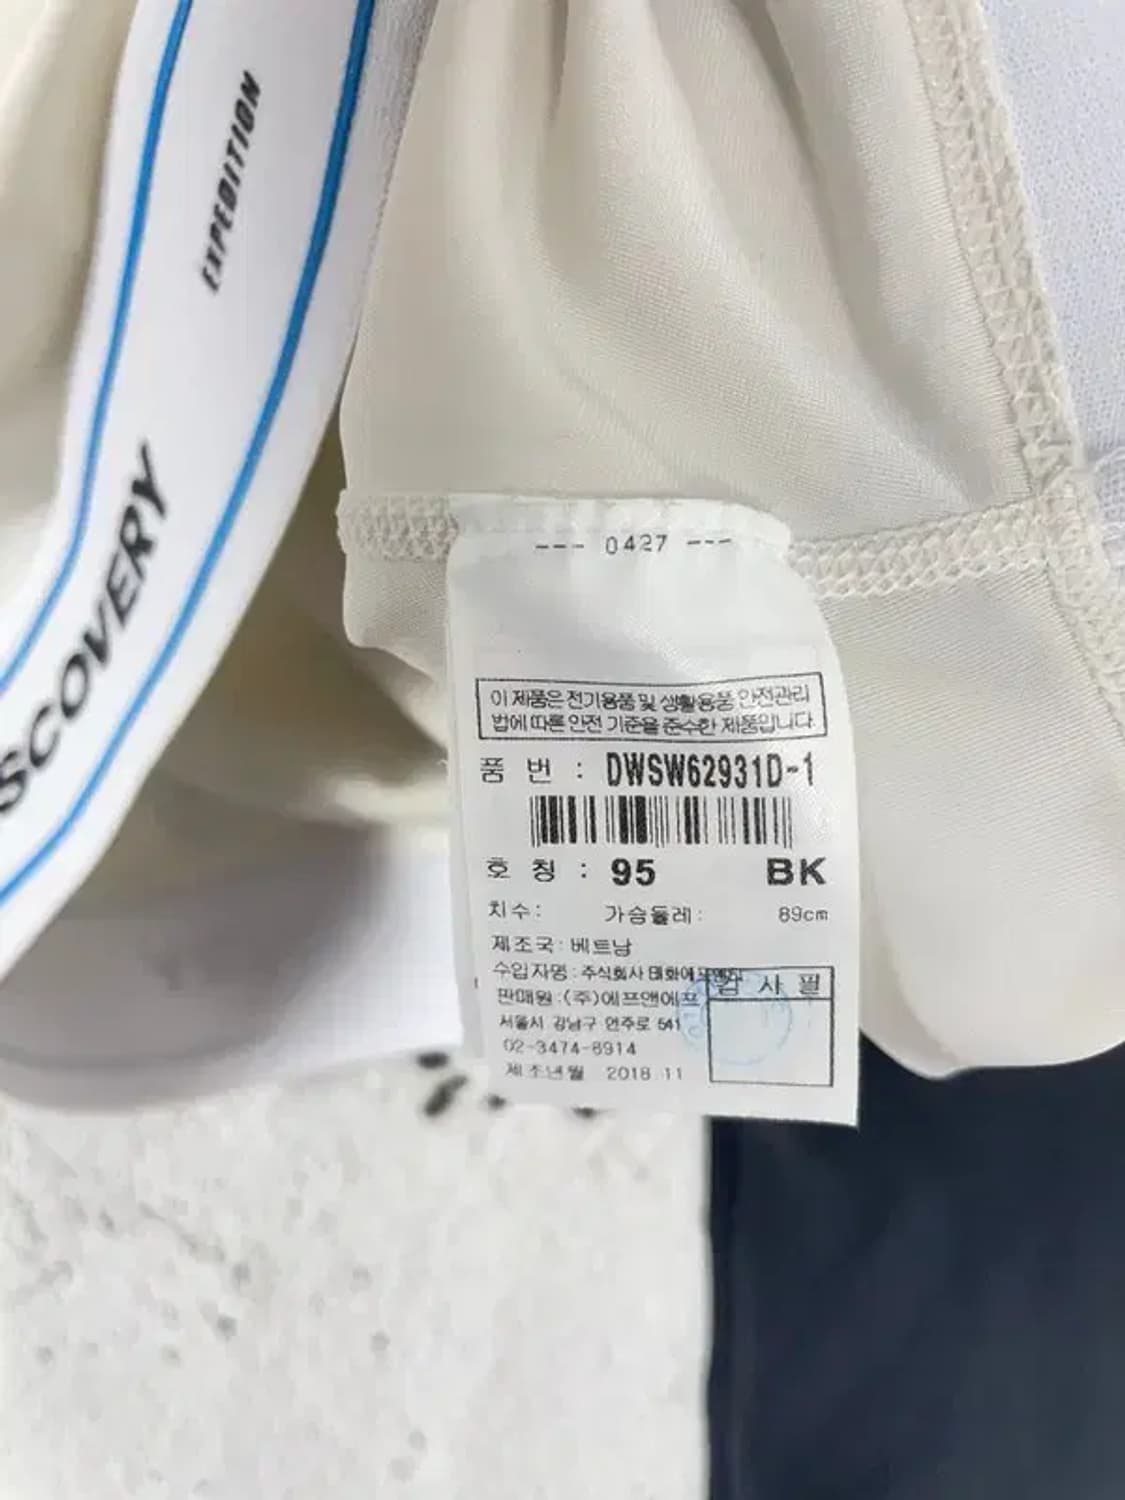 EXPEDITION
SCOVERY
--- 0427 ---
이 제품은 전기용품 및 생활용품 안전관리
법에 따른 안전 기준을 준수한 제품입니다.
품 번 : DWSW62931D-1
호 칭 : 95 BK
치수: 가슴둘레: 89cm
제조국: 베트남
수입자명 : 주식회사
감 사 필
판매원 :(주)에프앤에프
서울시 강남구 언주로 541
02-3474-8914
제조년월 2018.11